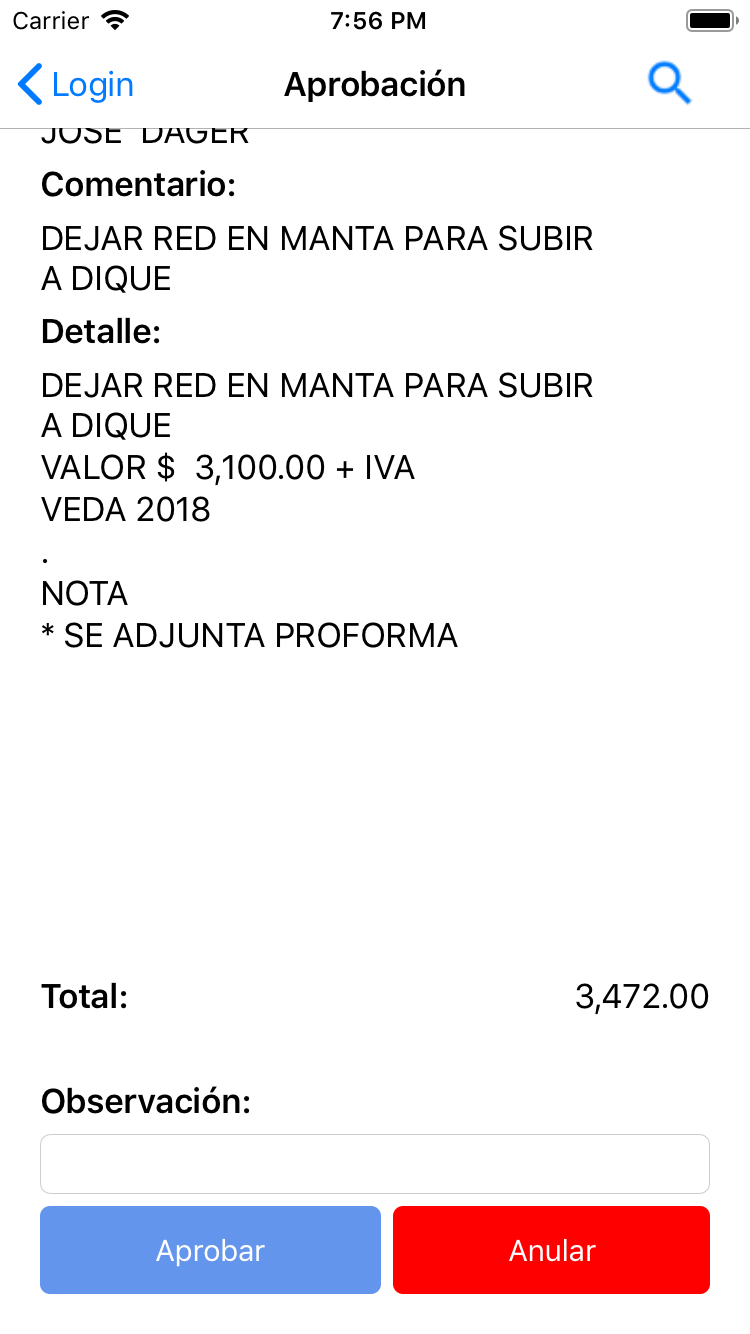 Carrier 7:56 PM
Login Aprobación
JOSE DAGER
Comentario:
DEJAR RED EN MANTA PARA SUBIR
A DIQUE
Detalle:
DEJAR RED EN MANTA PARA SUBIR
A DIQUE
VALOR $ 3,100.00 + IVA
VEDA 2018
.
NOTA
* SE ADJUNTA PROFORMA
Total: 3,472.00
Observación:
Aprobar Anular